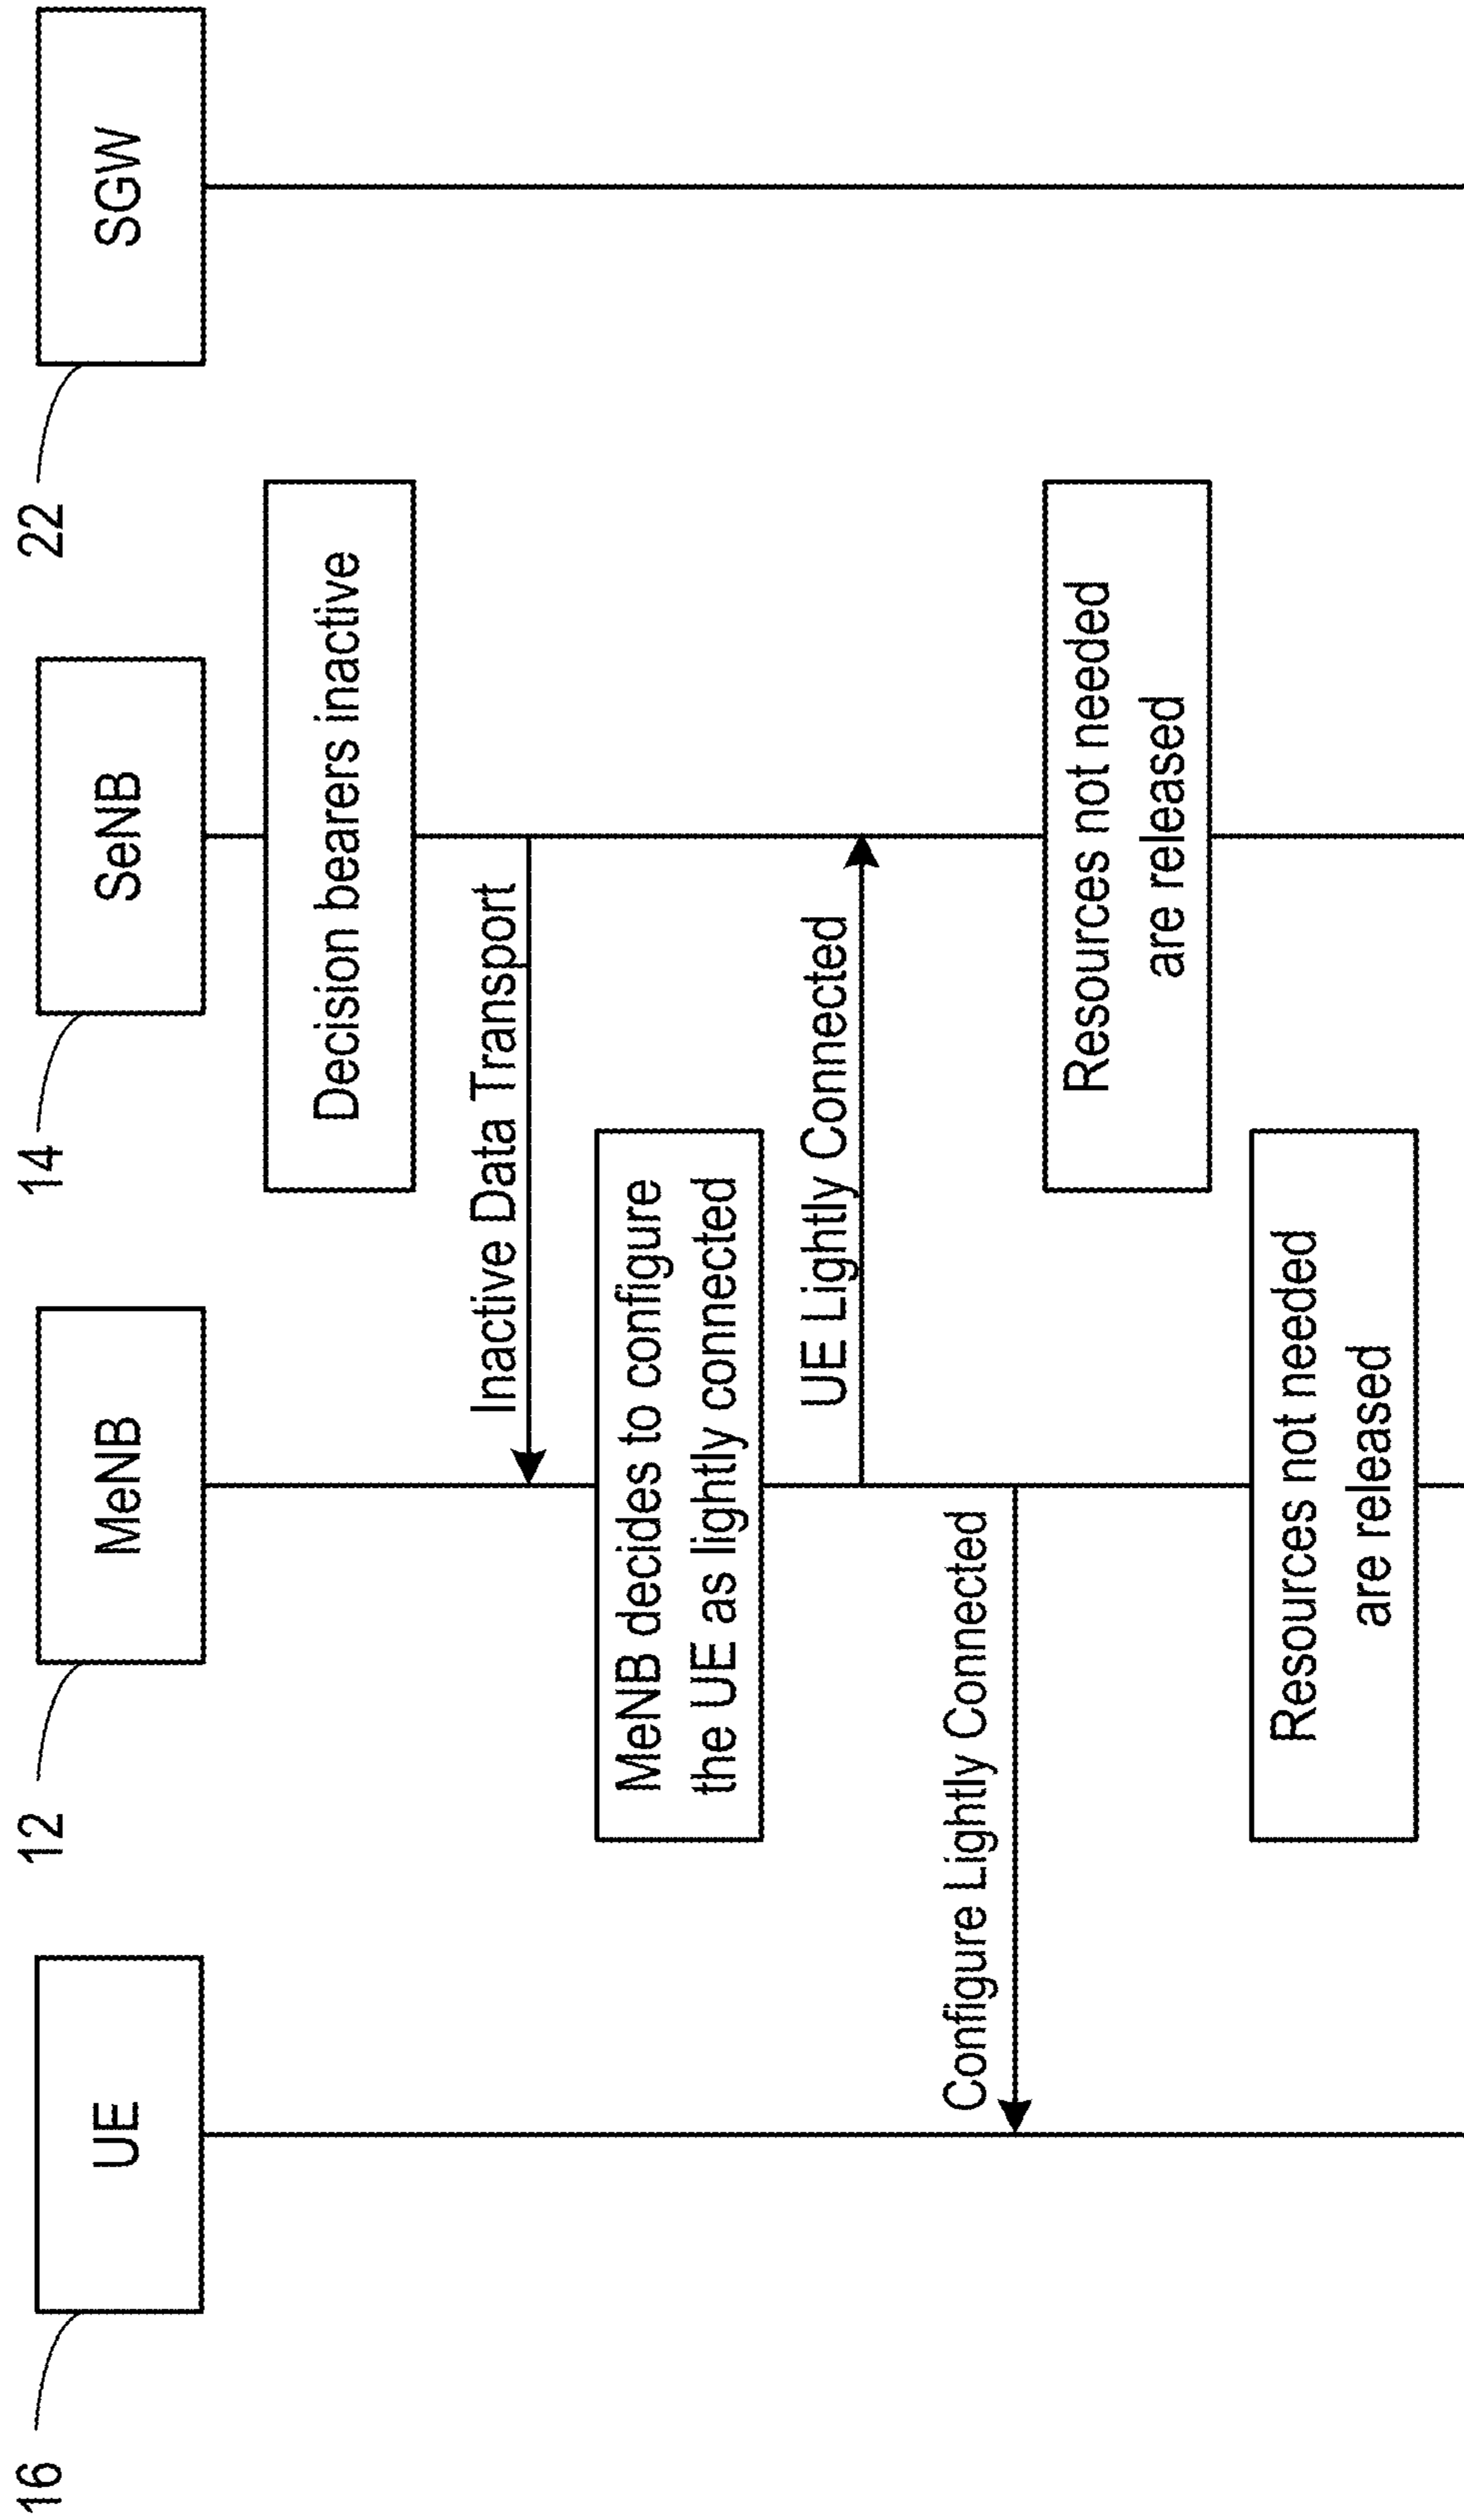 16
UE
12
MeNB
14
SeNB
22
SGW
Decision bearers inactive
Inactive Data Transport
MeNB decides to configure
the UE as lightly connected
UE Lightly Connected
Configure Lightly Connected
Resources not needed
are released
Resources not needed
are released